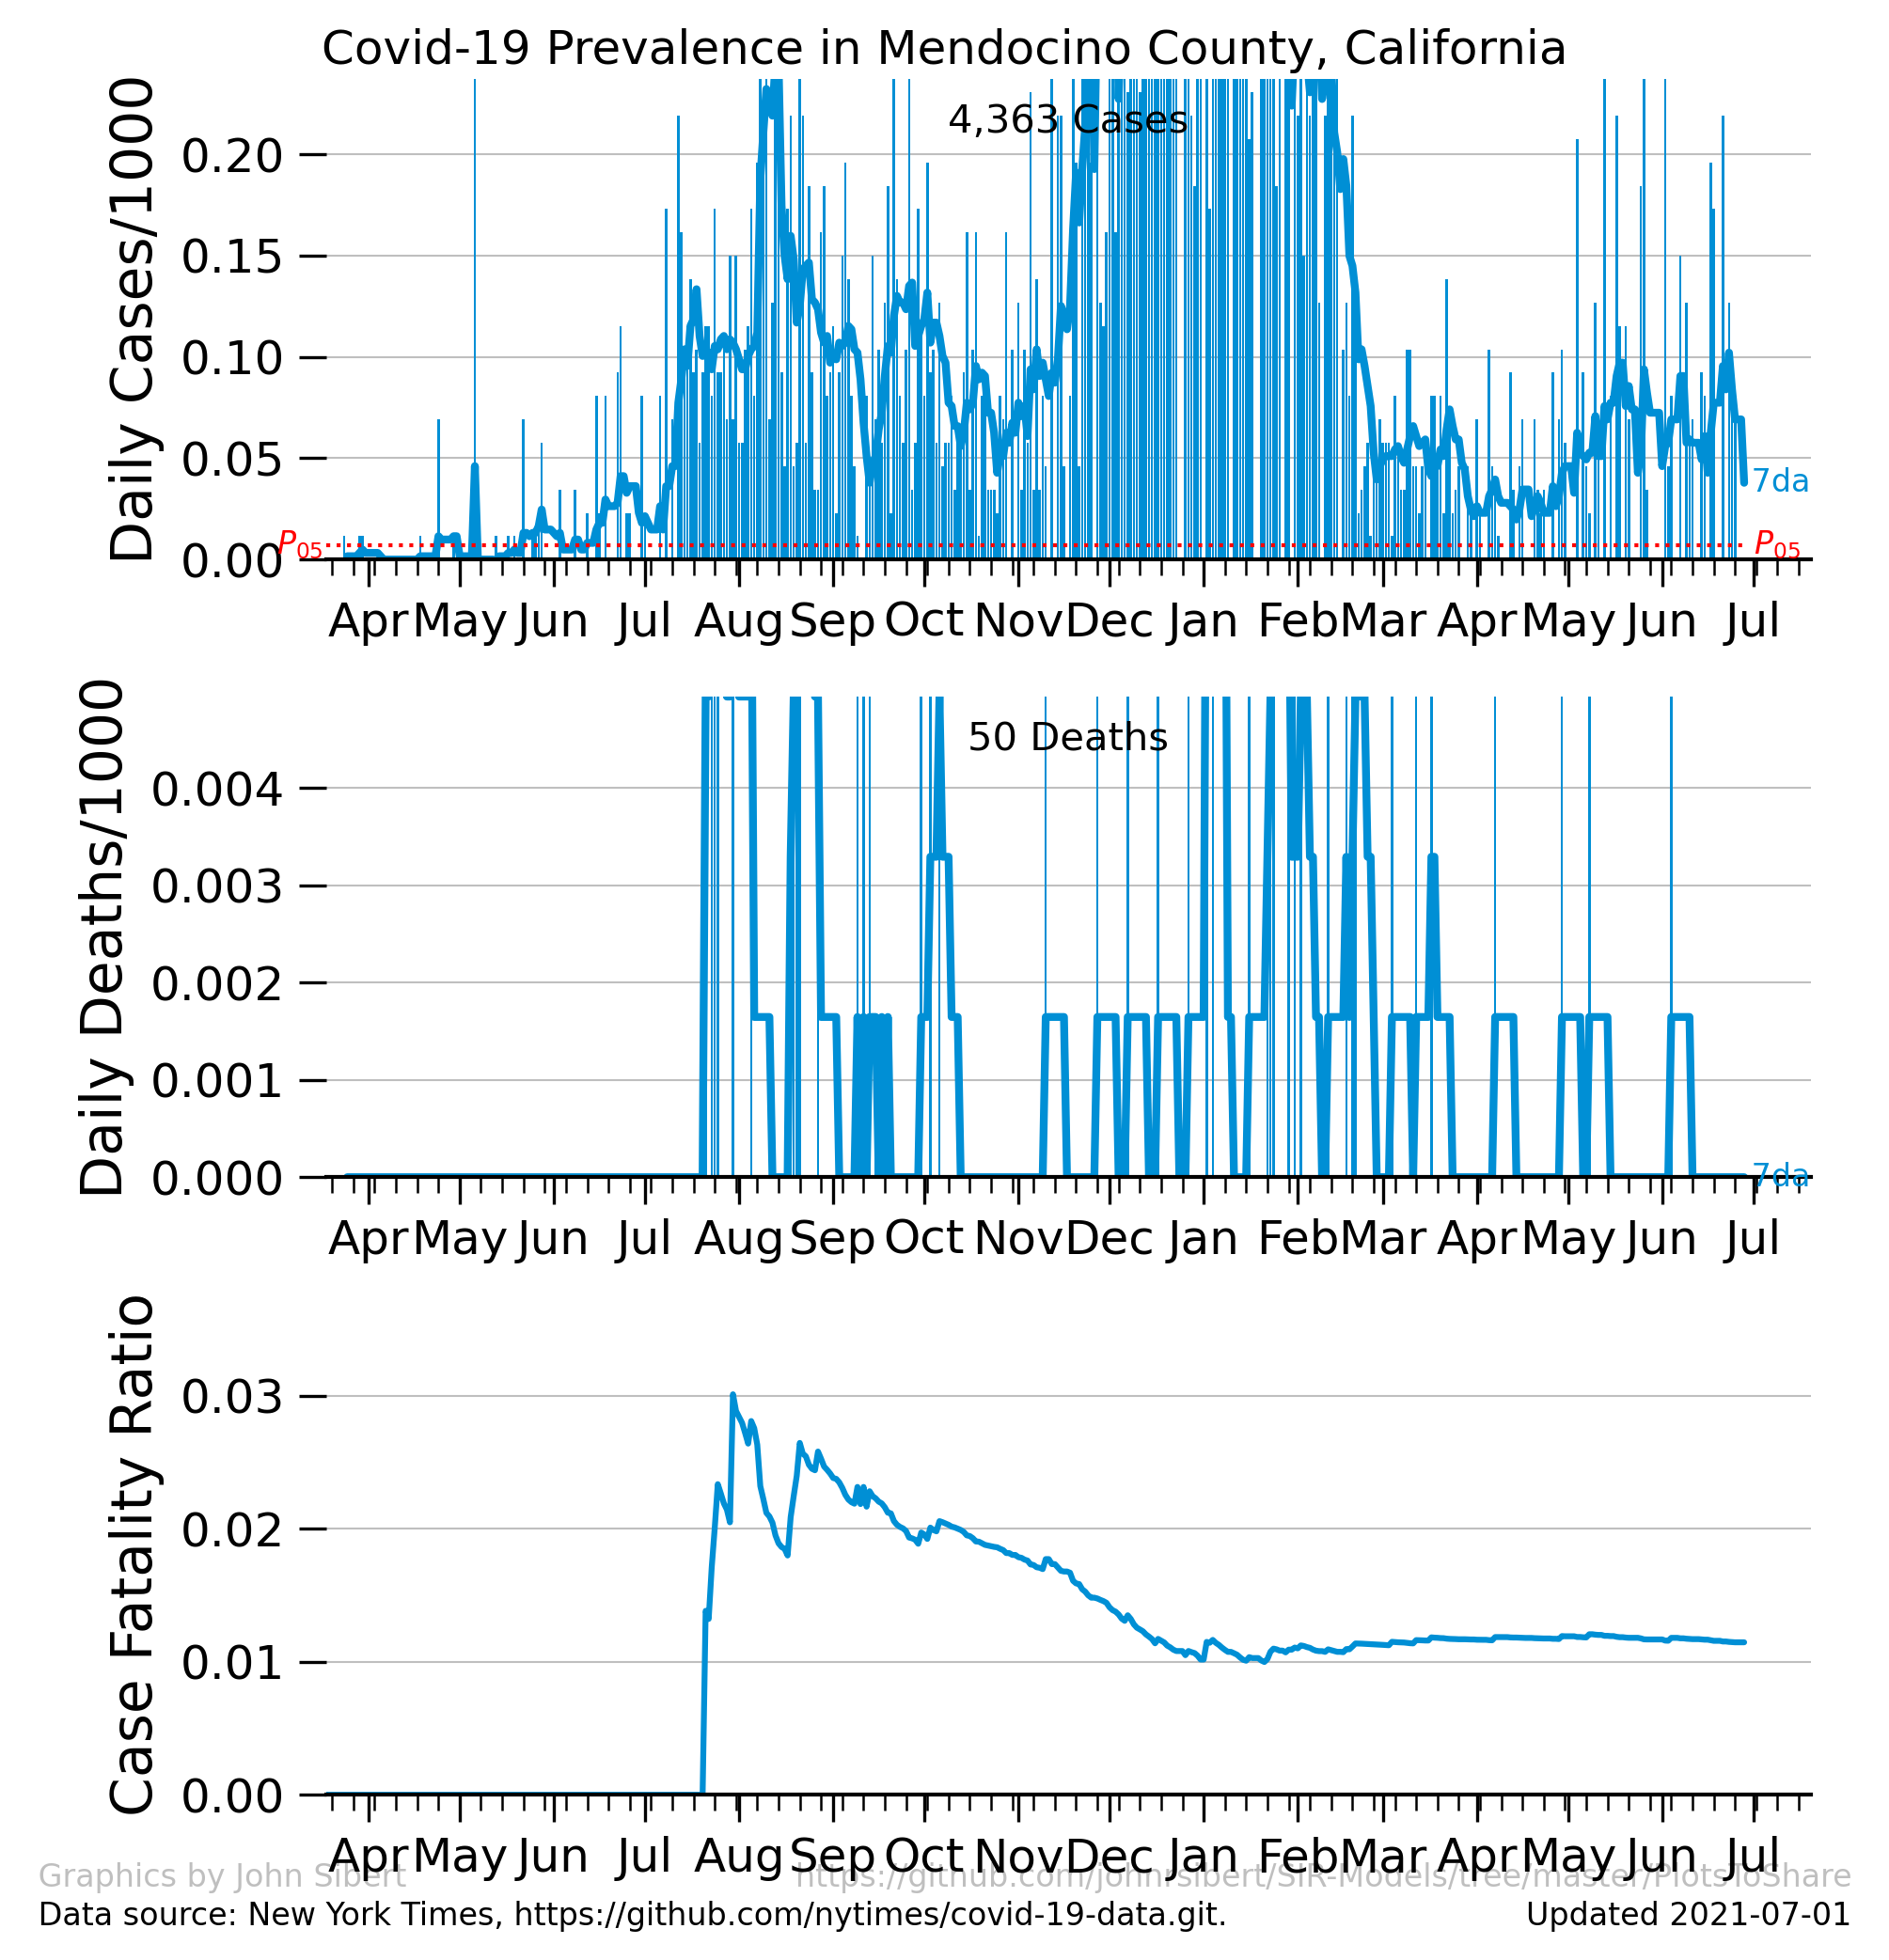 Covid-19 Prevalence in Mendocino County, California
Daily Cases/1000
4,363 Cases
0.20
0.15
0.10
0.05
0.00
P05
P05
7da
Apr May Jun Jul Aug Sep Oct Nov Dec Jan Feb Mar Apr May Jun Jul
Daily Deaths/1000
50 Deaths
0.004
0.003
0.002
0.001
0.000
7da
Apr May Jun Jul Aug Sep Oct Nov Dec Jan Feb Mar Apr May Jun Jul
Case Fatality Ratio
0.03
0.02
0.01
0.00
Apr May Jun Jul Aug Sep Oct Nov Dec Jan Feb Mar Apr May Jun Jul
Graphics by John Sibert https://github.com/johnrsibert/SIR-Models/tree/master/PlotsToShare
Data source: New York Times, https://github.com/nytimes/covid-19-data.git. Updated 2021-07-01